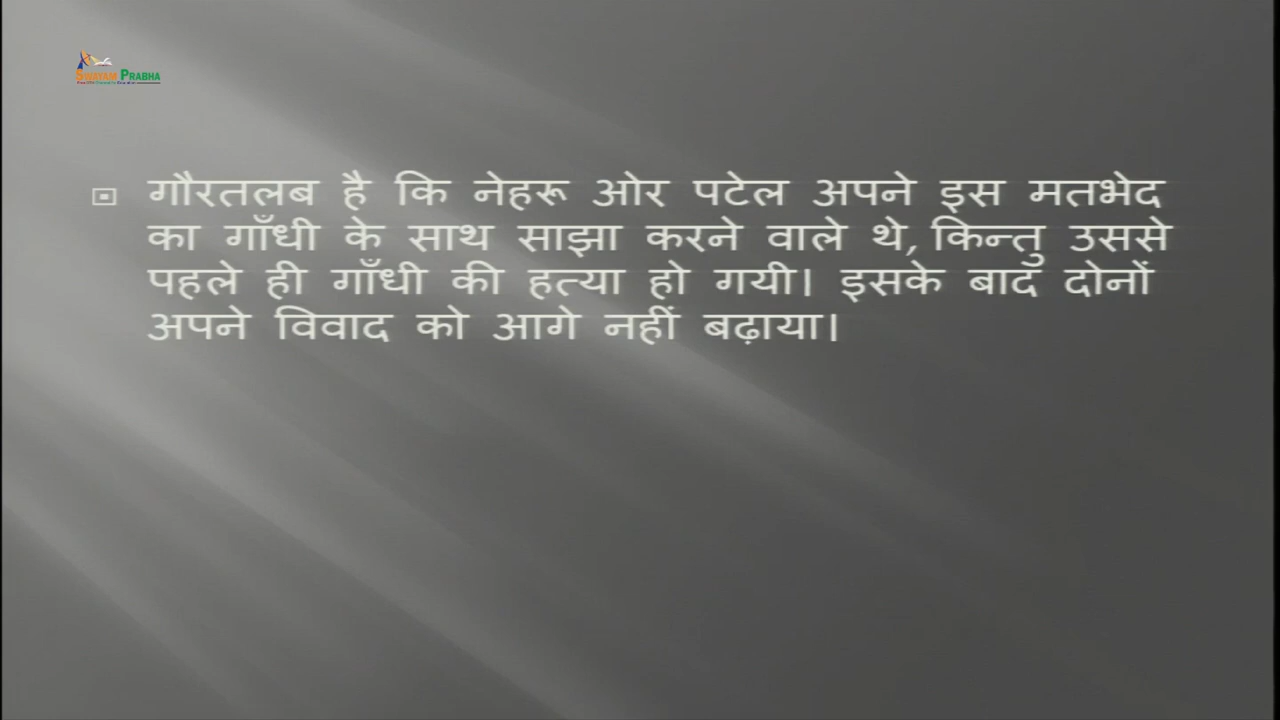 SWAYAM PRABHA
गौरतलब है कि नेहरू ओर पटेल अपने इस मतभेद
का गाँधी के साथ साझा करने वाले थे, किन्तु उससे
पहले ही गाँधी की हत्या हो गयी। इसके बाद दोनों
अपने विवाद को आगे नहीं बढ़ाया।